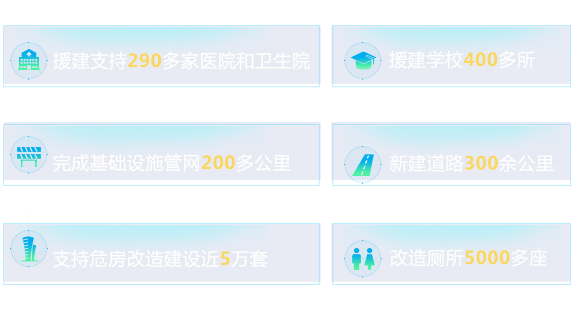 援建支持290多家医院和卫生院
援建学校400多所
完成基础设施管网200多公里
新建道路300余公里
支持危房改造建设近5万套
改造厕所5000多座